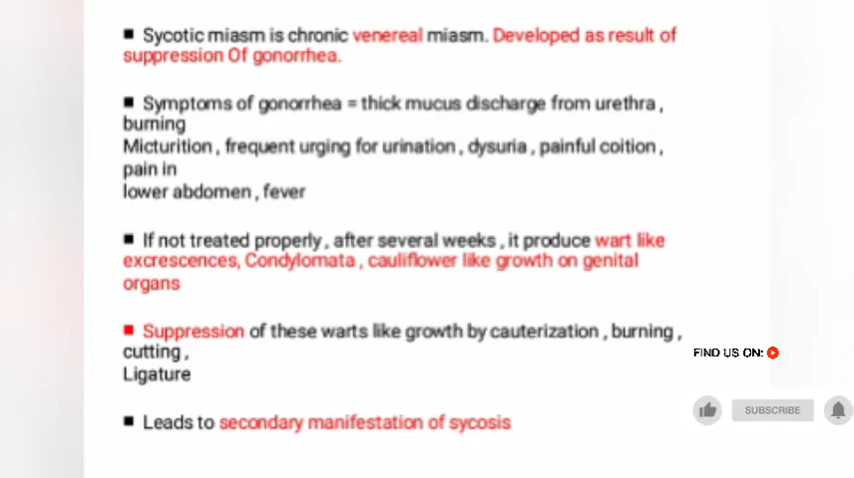 ■ Sycotic miasm is chronic venereal miasm. Developed as result of
suppression Of gonorrhea.
■ Symptoms of gonorrhea = thick mucus discharge from urethra ,
burning
Micturition , frequent urging for urination , dysuria , painful coition ,
pain in
lower abdomen , fever
■ If not treated properly , after several weeks , it produce wart like
excrescences, Condylomata , cauliflower like growth on genital
organs
■ Suppression of these warts like growth by cauterization , burning ,
cutting ,
Ligature
■ Leads to secondary manifestation of sycosis
FIND US ON:
SUBSCRIBE